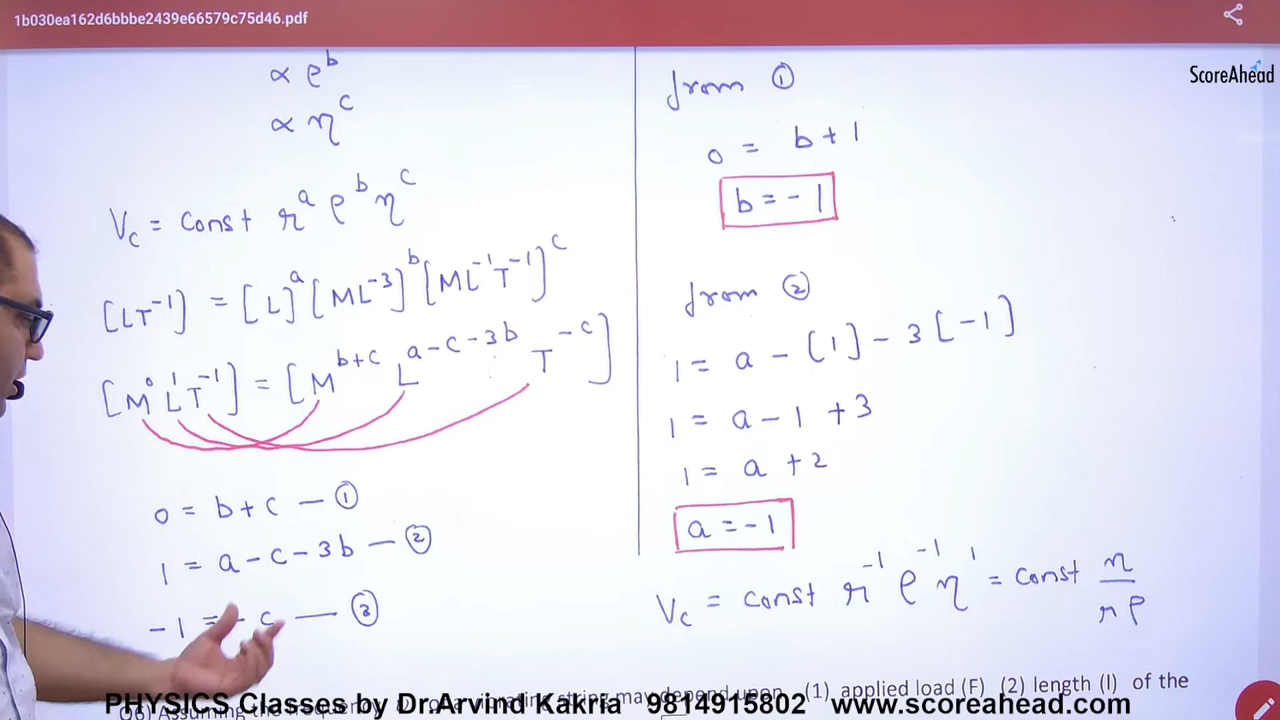 1b030ea162d6bbbe2439e66579c75d46.pdf
ScoreAhead
∝ ρ^b
∝ η^c
V_c = Const r^a ρ^b η^c
[LT^-1] = [L]^a [ML^-3]^b [ML^-1T^-1]^c
[M^0 L^1 T^-1] = [M^b+c L^a-c-3b T^-c]
0 = b+c — ①
1 = a-c-3b — ②
-1 = -c — ③
from ①
0 = b+1
b = -1
from ②
1 = a - [1] - 3[-1]
1 = a - 1 + 3
1 = a + 2
a = -1
V_c = const r^-1 ρ^-1 η^1 = const η/rρ
may depend upon (1) applied load (F) (2) length (l) of the
PHYSICS Classes by Dr.Arvind Kakria 9814915802 www.scoreahead.com